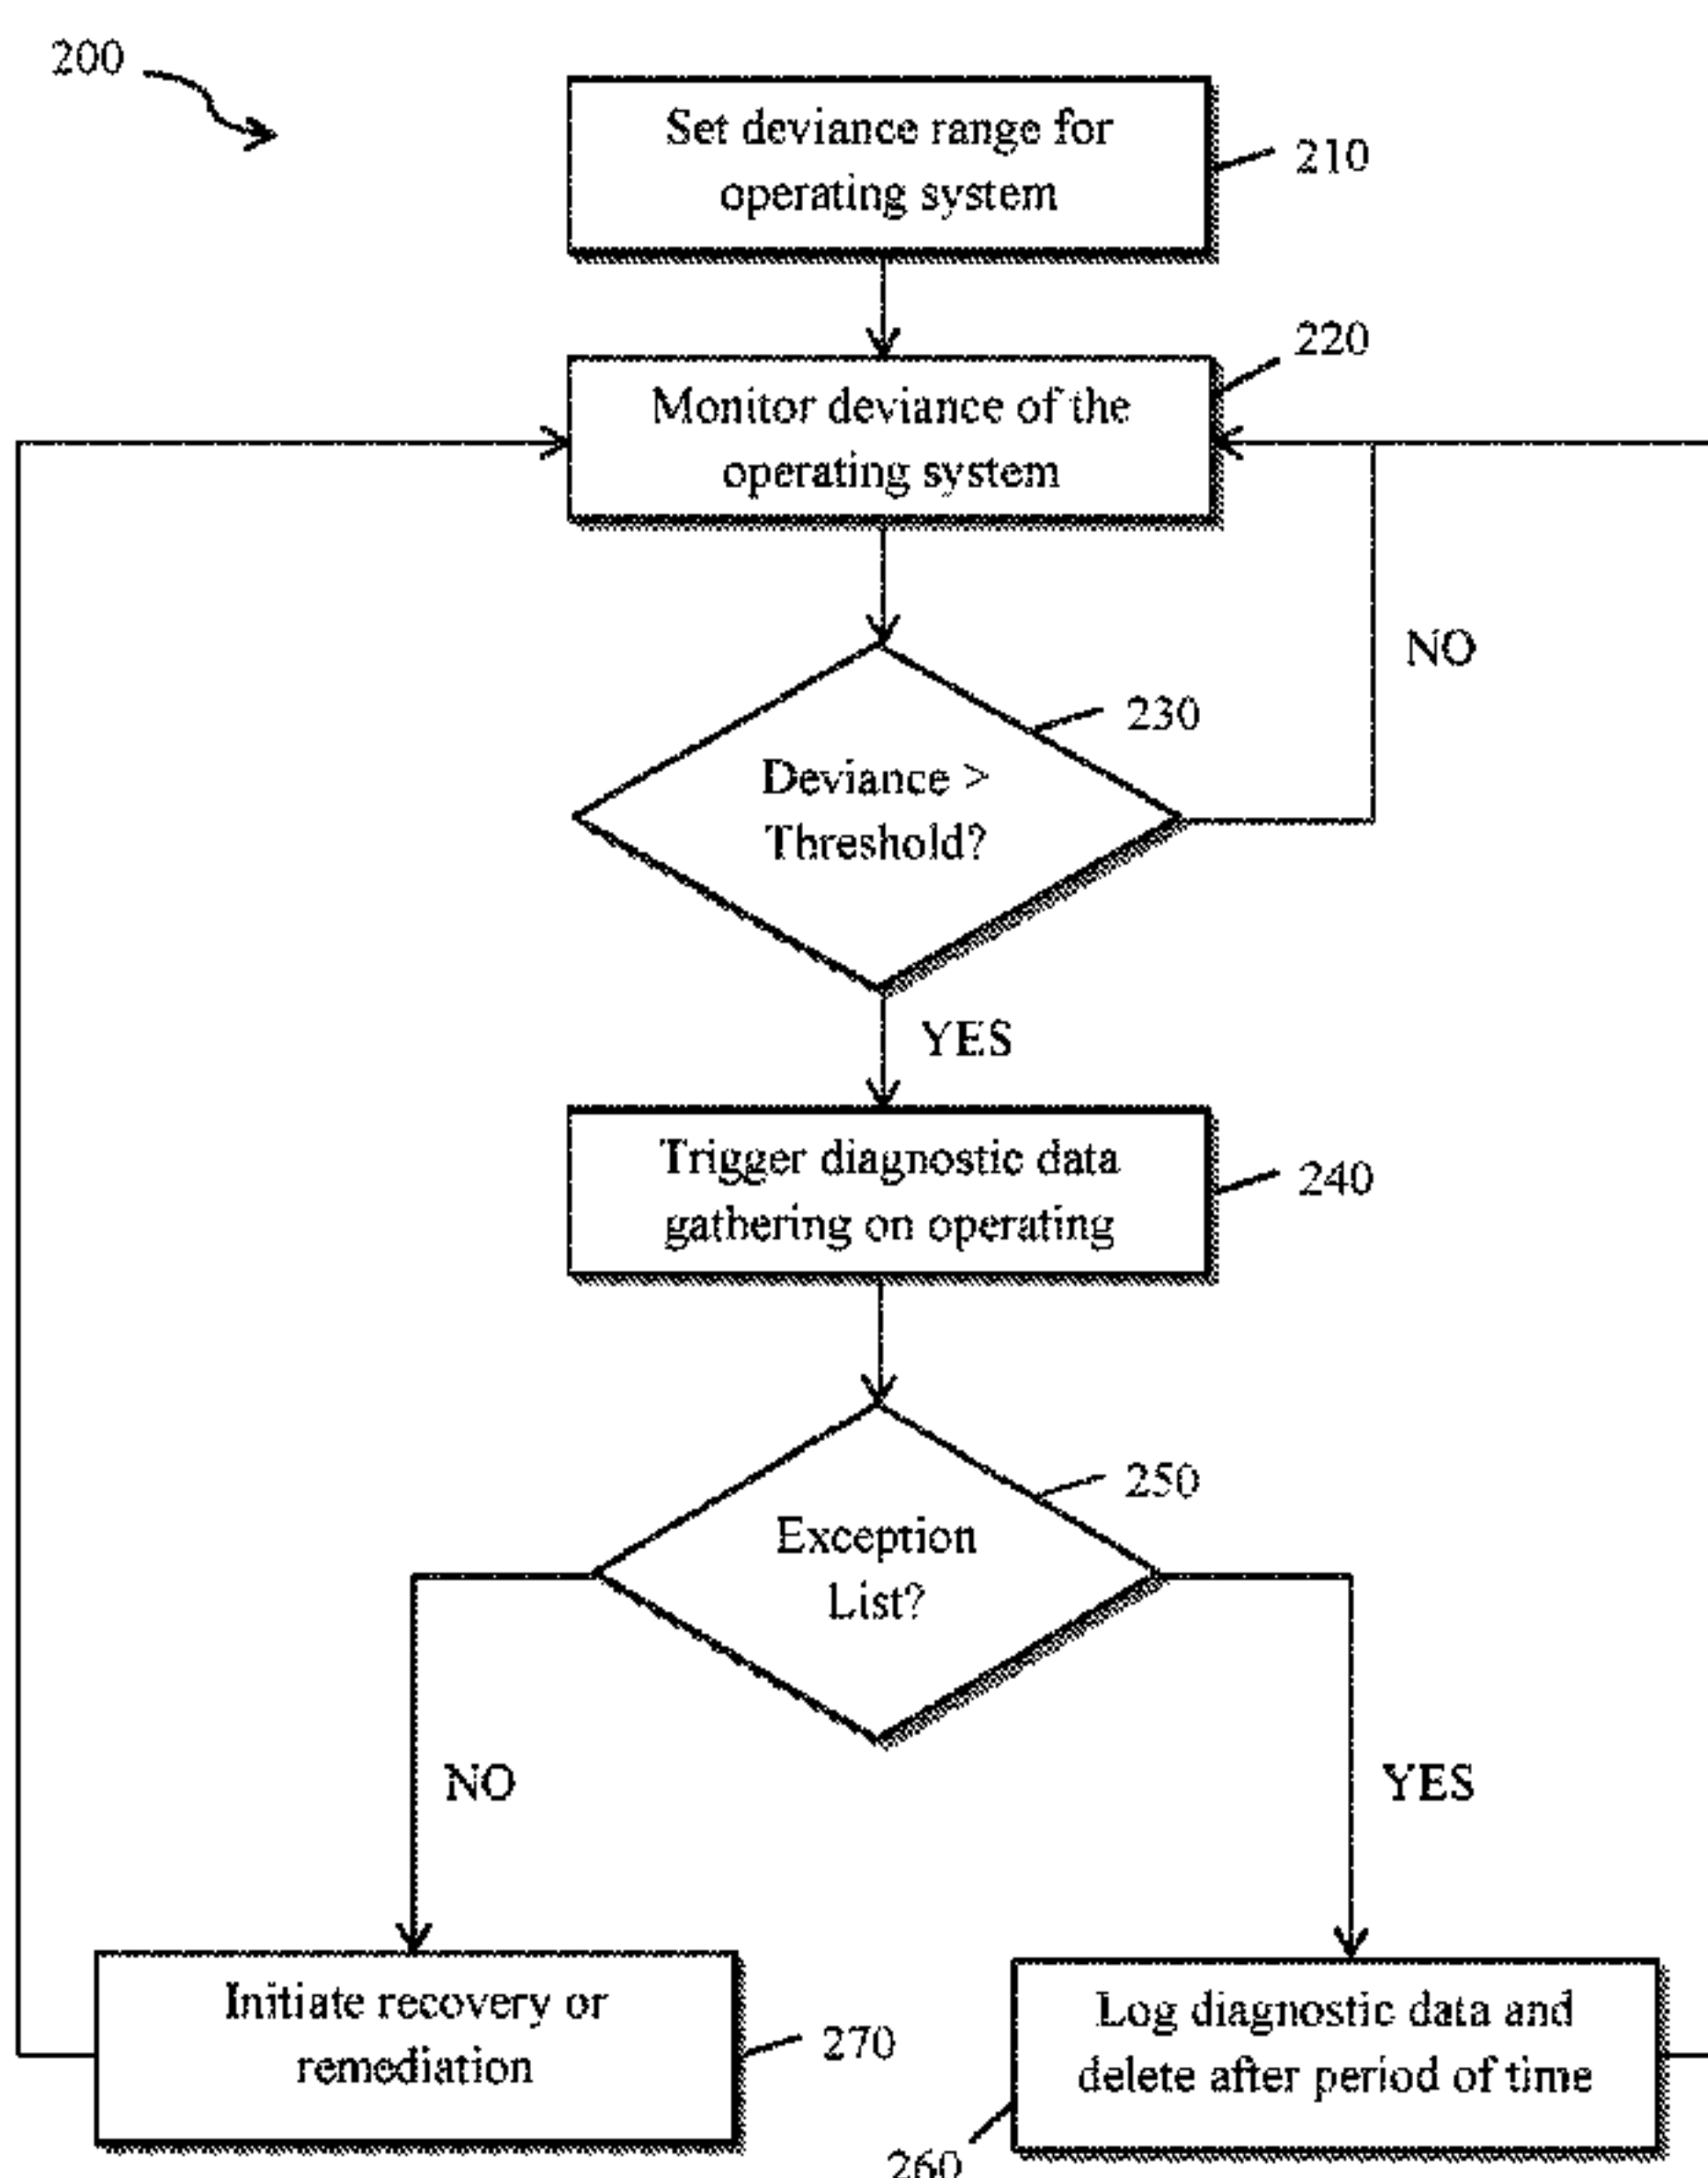 200
Set deviance range for
operating system
210
220
Monitor deviance of the
operating system
NO
230
Deviance >
Threshold?
YES
Trigger diagnostic data
gathering on operating
240
250
Exception
List?
NO
YES
Initiate recovery or
remediation
270
Log diagnostic data and
delete after period of time
260